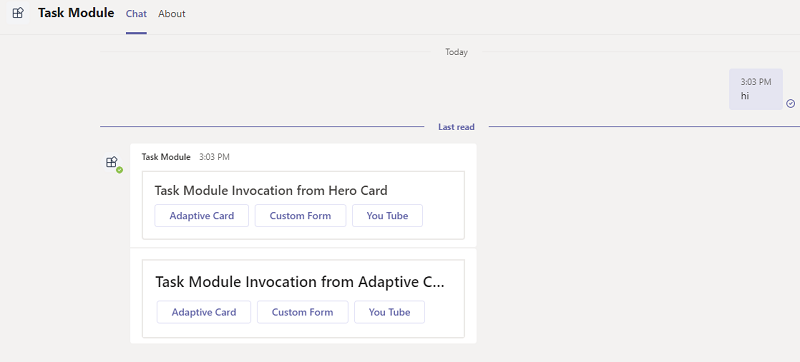 Task Module Chat About
Today
3:03 PM
hi
Last read
Task Module 3:03 PM
Task Module Invocation from Hero Card
Adaptive Card Custom Form You Tube
Task Module Invocation from Adaptive C...
Adaptive Card Custom Form You Tube